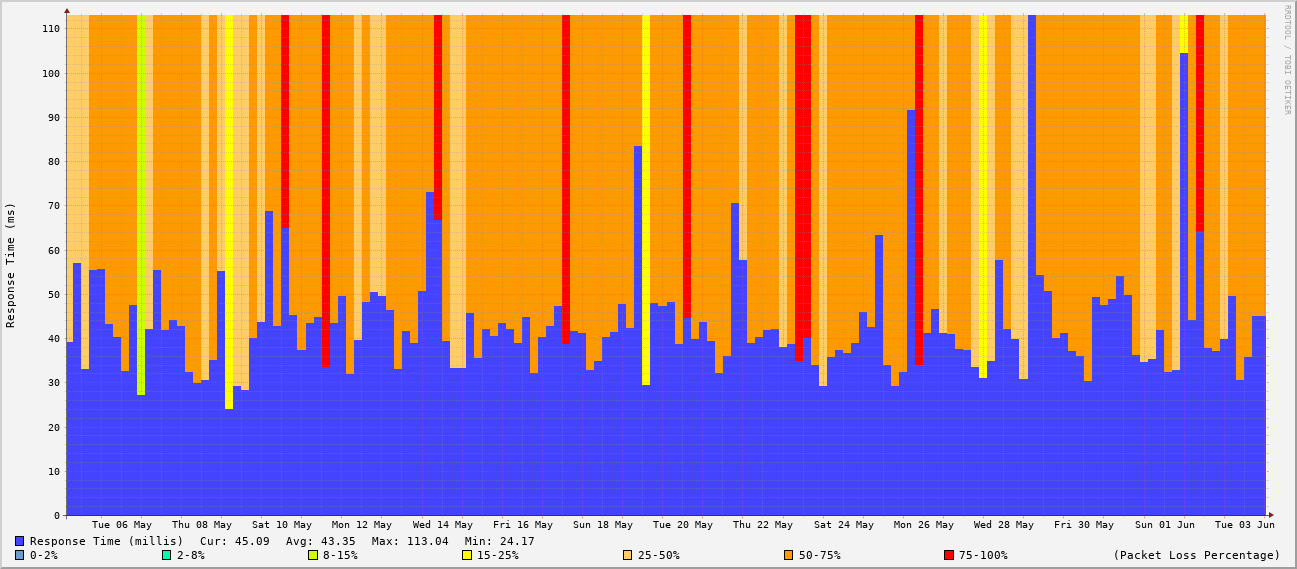 RRDTOOL / TOBI OETIKER
Response Time (ms)
110
100
90
80
70
60
50
40
30
20
10
0
Tue 06 May Thu 08 May Sat 10 May Mon 12 May Wed 14 May Fri 16 May Sun 18 May Tue 20 May Thu 22 May Sat 24 May Mon 26 May Wed 28 May Fri 30 May Sun 01 Jun Tue 03 Jun
Response Time (millis) Cur: 45.09 Avg: 43.35 Max: 113.04 Min: 24.17
0-2% 2-8% 8-15% 15-25% 25-50% 50-75% 75-100% (Packet Loss Percentage)